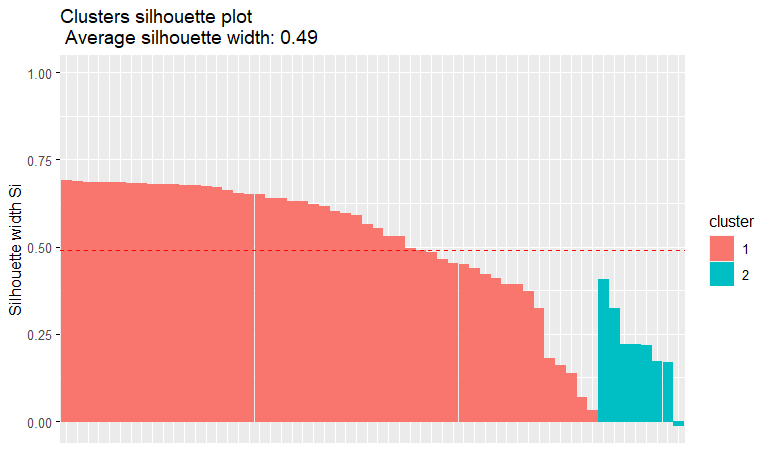 Clusters silhouette plot
Average silhouette width: 0.49
1.00
0.75
0.50
0.25
0.00
Silhouette width Si
cluster
1
2